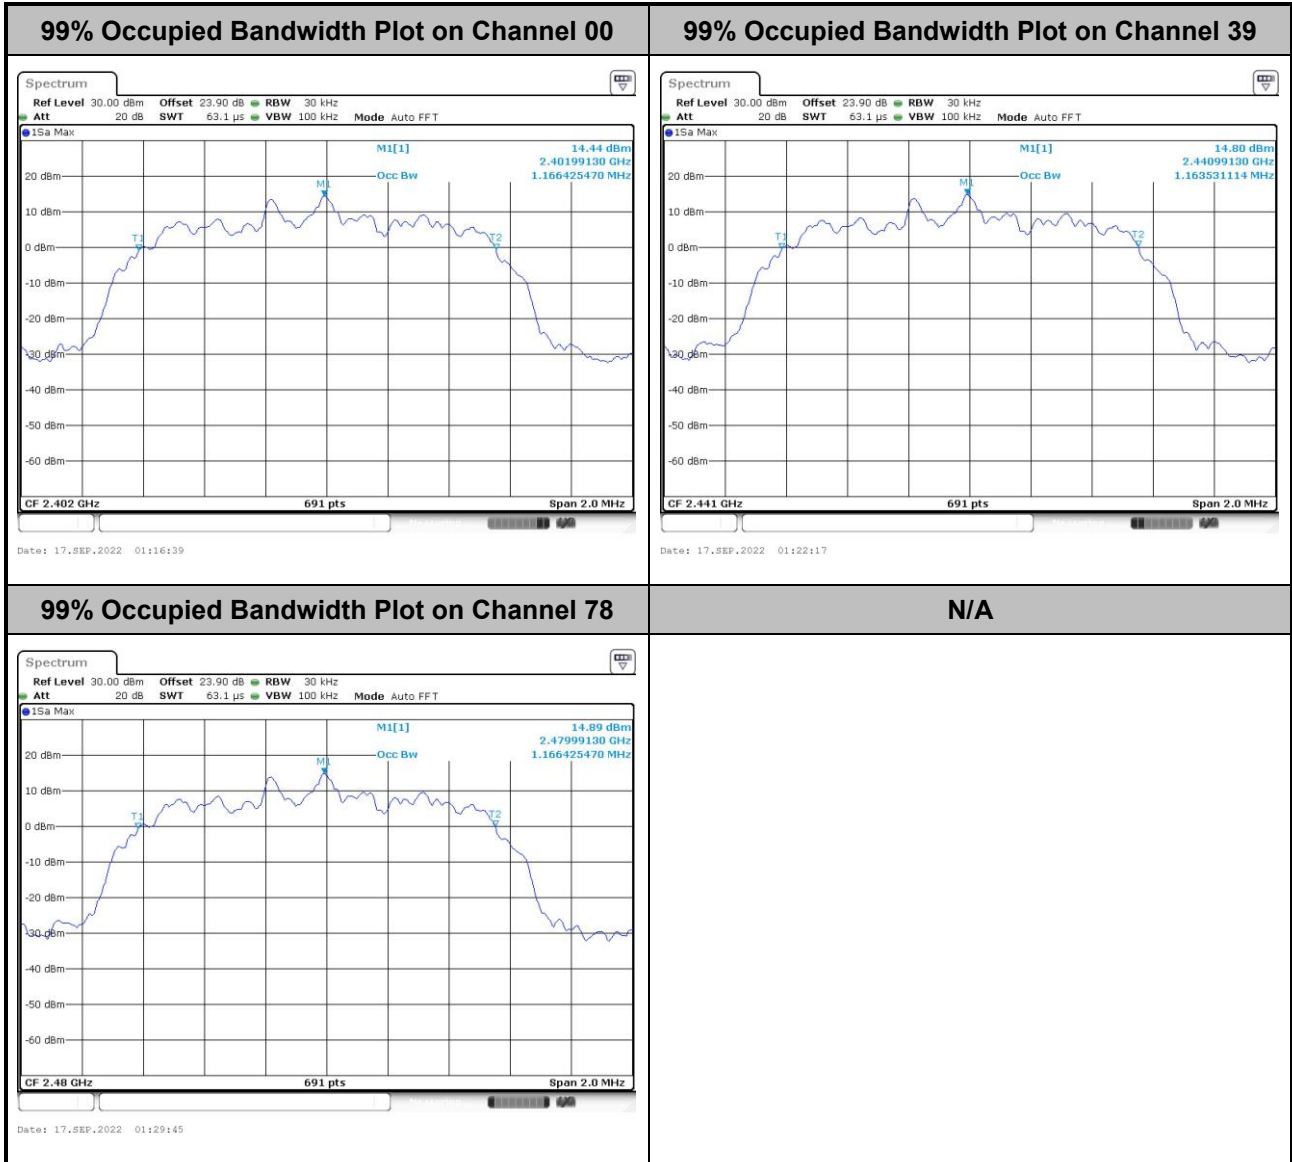 99% Occupied Bandwidth Plot on Channel 00
99% Occupied Bandwidth Plot on Channel 39
Spectrum
Ref Level 30.00 dBm Offset 23.90 dB RBW 30 kHz
Att 20 dB SWT 63.1 µs VBW 100 kHz Mode Auto FFT
1Sa Max
M1[1] 14.44 dBm
2.40199130 GHz
Occ Bw 1.166425470 MHz
20 dBm
M1
10 dBm
T1
T2
0 dBm
-10 dBm
-20 dBm
-30 dBm
-40 dBm
-50 dBm
-60 dBm
CF 2.402 GHz 691 pts Span 2.0 MHz
Date: 17.SEP.2022 01:16:39
Spectrum
Ref Level 30.00 dBm Offset 23.90 dB RBW 30 kHz
Att 20 dB SWT 63.1 µs VBW 100 kHz Mode Auto FFT
1Sa Max
M1[1] 14.80 dBm
2.44099130 GHz
Occ Bw 1.163531114 MHz
20 dBm
M1
10 dBm
T1
T2
0 dBm
-10 dBm
-20 dBm
-30 dBm
-40 dBm
-50 dBm
-60 dBm
CF 2.441 GHz 691 pts Span 2.0 MHz
Date: 17.SEP.2022 01:22:17
99% Occupied Bandwidth Plot on Channel 78
N/A
Spectrum
Ref Level 30.00 dBm Offset 23.90 dB RBW 30 kHz
Att 20 dB SWT 63.1 µs VBW 100 kHz Mode Auto FFT
1Sa Max
M1[1] 14.89 dBm
2.47999130 GHz
Occ Bw 1.166425470 MHz
20 dBm
M1
10 dBm
T1
T2
0 dBm
-10 dBm
-20 dBm
-30 dBm
-40 dBm
-50 dBm
-60 dBm
CF 2.48 GHz 691 pts Span 2.0 MHz
Date: 17.SEP.2022 01:29:45